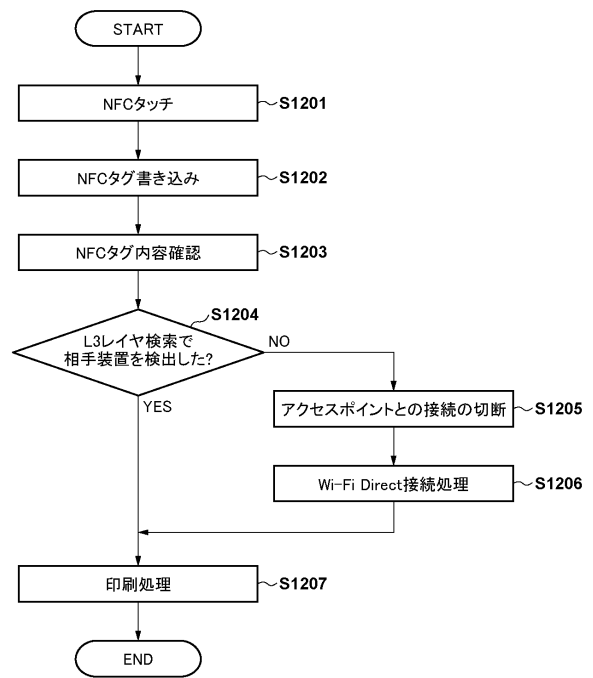 START
NFCタッチ
S1201
NFCタグ書き込み
S1202
NFCタグ内容確認
S1203
S1204
L3レイヤ検索で
相手装置を検出した?
NO
YES
アクセスポイントとの接続の切断
S1205
Wi-Fi Direct接続処理
S1206
印刷処理
S1207
END